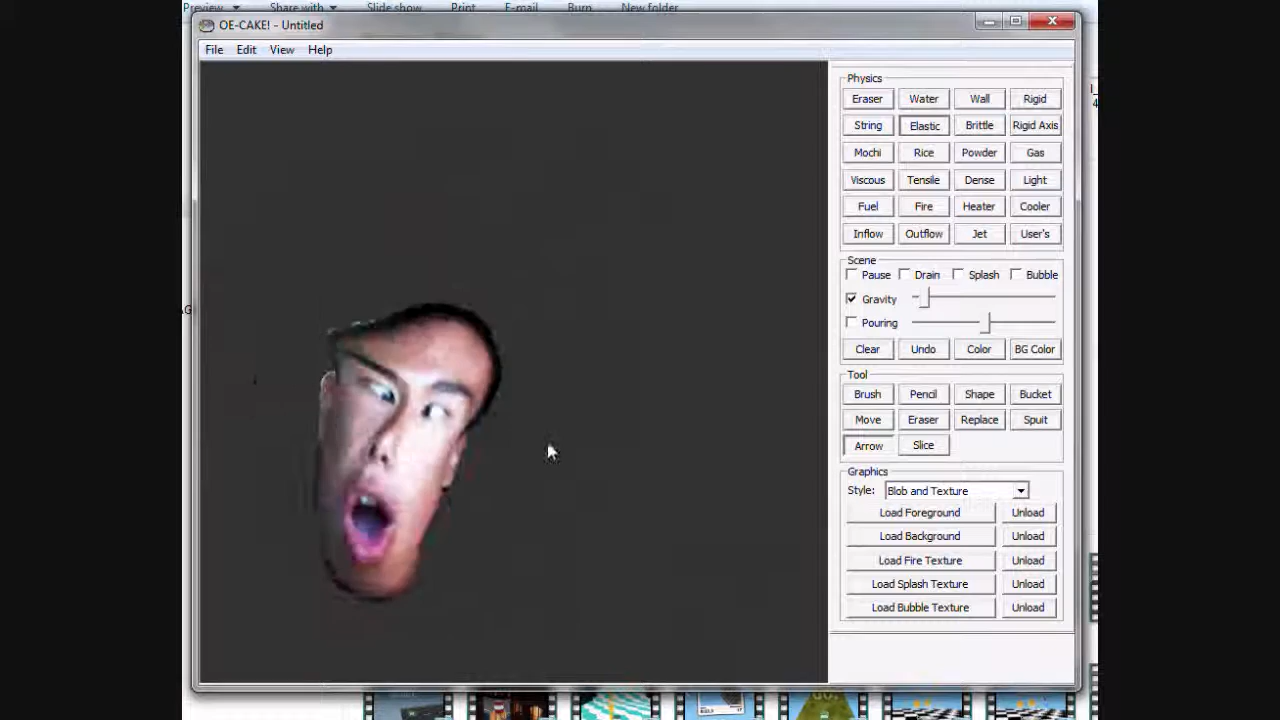 Preview Share with Slide show Print E-mail Burn New folder
OE-CAKE! - Untitled
File Edit View Help
Physics
Eraser Water Wall Rigid
String Elastic Brittle Rigid Axis
Mochi Rice Powder Gas
Viscous Tensile Dense Light
Fuel Fire Heater Cooler
Inflow Outflow Jet User's
Scene
Pause Drain Splash Bubble
Gravity
Pouring
Clear Undo Color BG Color
Tool
Brush Pencil Shape Bucket
Move Eraser Replace Spuit
Arrow Slice
Graphics
Style: Blob and Texture
Load Foreground Unload
Load Background Unload
Load Fire Texture Unload
Load Splash Texture Unload
Load Bubble Texture Unload